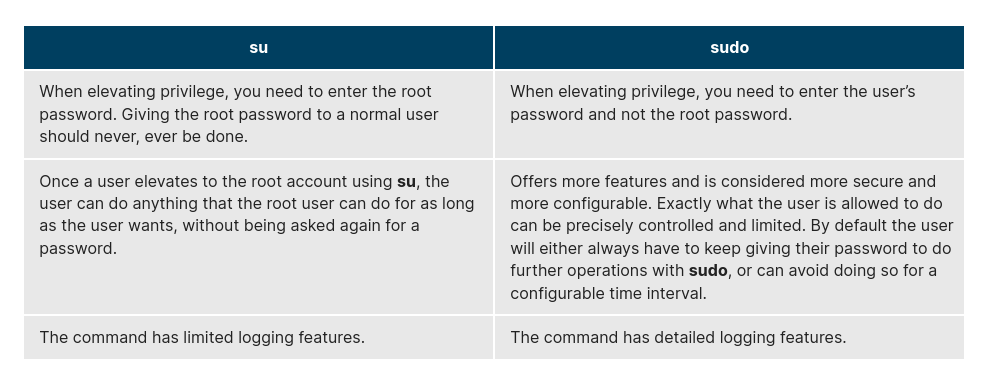 su
sudo
When elevating privilege, you need to enter the root
password. Giving the root password to a normal user
should never, ever be done.
When elevating privilege, you need to enter the user’s
password and not the root password.
Once a user elevates to the root account using su, the
user can do anything that the root user can do for as long
as the user wants, without being asked again for a
password.
Offers more features and is considered more secure and
more configurable. Exactly what the user is allowed to do
can be precisely controlled and limited. By default the user
will either always have to keep giving their password to do
further operations with sudo, or can avoid doing so for a
configurable time interval.
The command has limited logging features.
The command has detailed logging features.